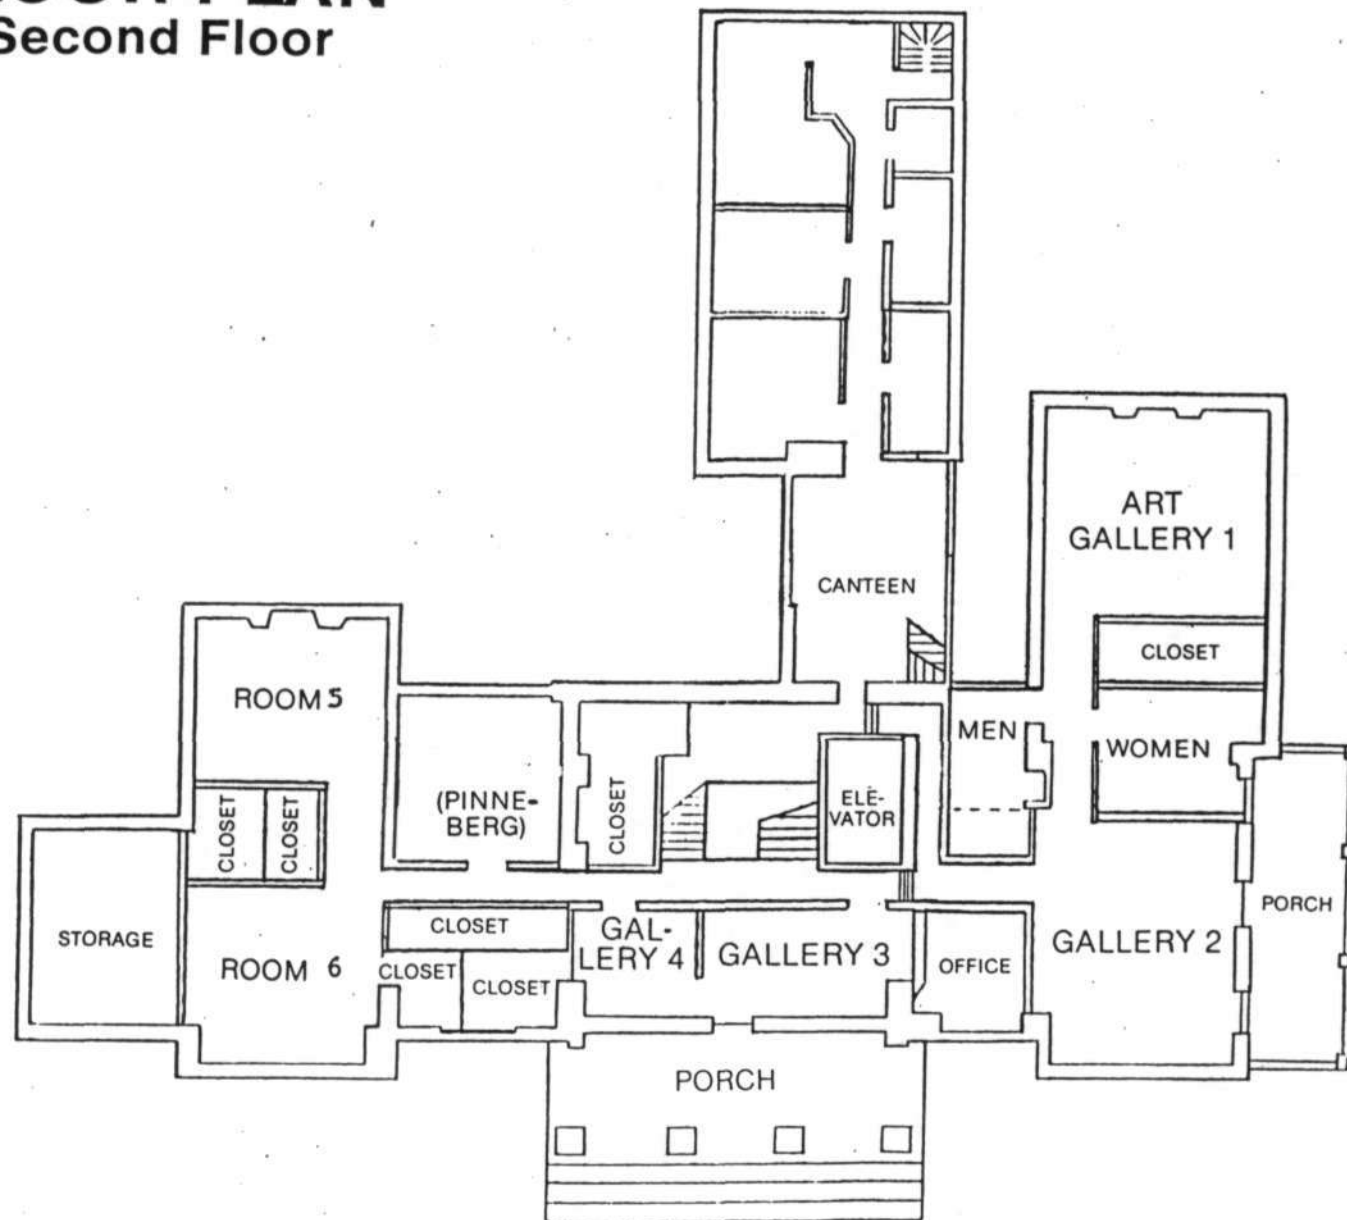 Second Floor
ART
GALLERY 1
CANTEEN
CLOSET
ROOM 5
MEN
WOMEN
(PINNE-
BERG)
CLOSET
CLOSET
CLOSET
ELE-
VATOR
PORCH
STORAGE
ROOM 6
CLOSET
CLOSET
CLOSET
GAL-
LERY 4
GALLERY 3
OFFICE
GALLERY 2
PORCH